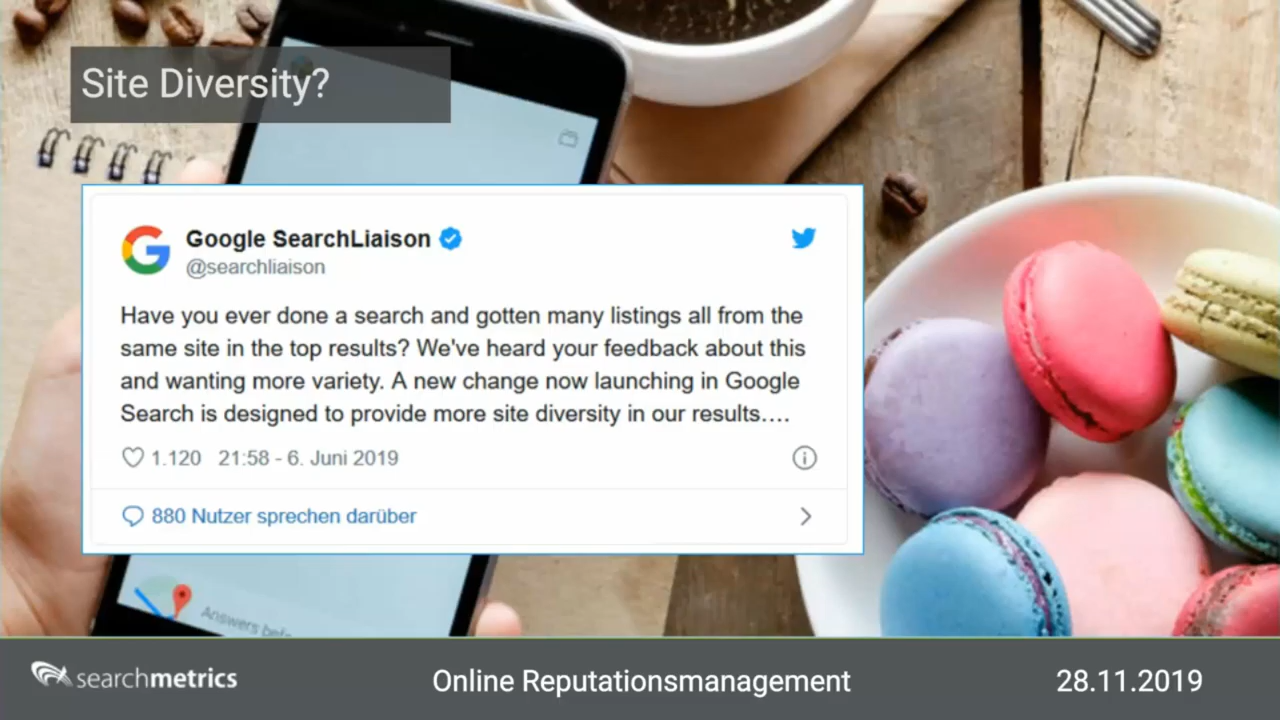 Site Diversity?
Google SearchLiaison
@searchliaison
Have you ever done a search and gotten many listings all from the
same site in the top results? We've heard your feedback about this
and wanting more variety. A new change now launching in Google
Search is designed to provide more site diversity in our results....
1.120 21:58 - 6. Juni 2019
880 Nutzer sprechen darüber
Answers befo
searchmetrics
Online Reputationsmanagement
28.11.2019